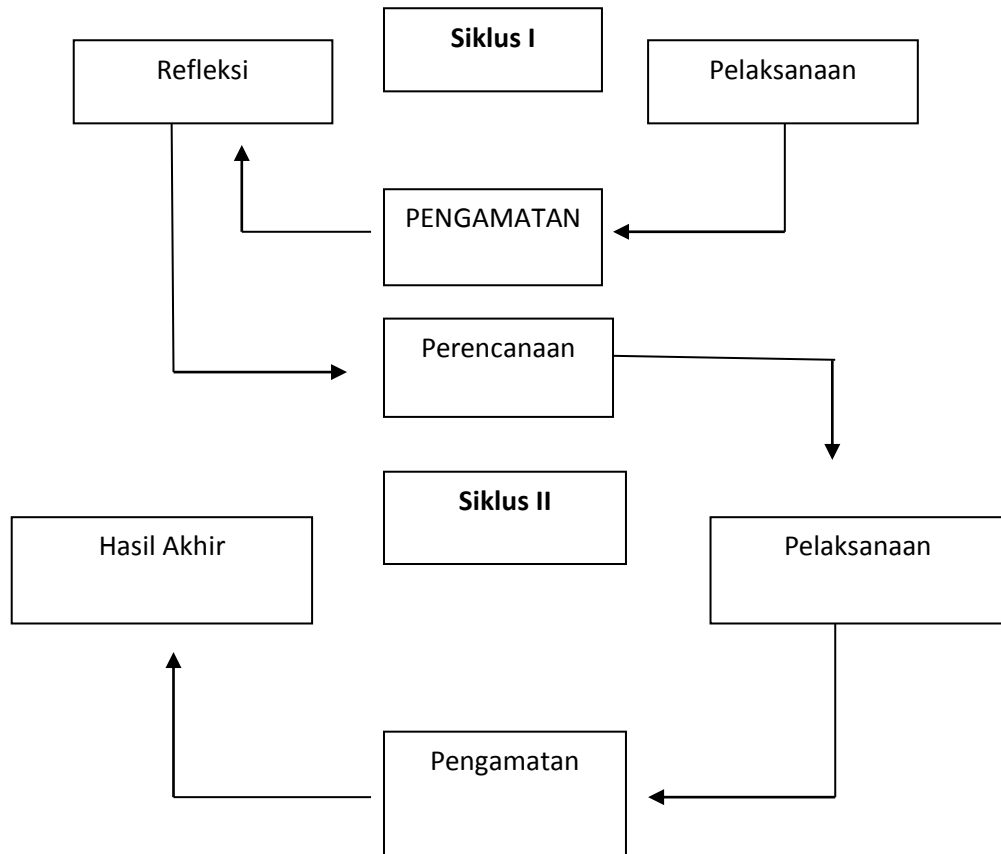 Siklus I
Refleksi
Pelaksanaan
PENGAMATAN
Perencanaan
Siklus II
Hasil Akhir
Pelaksanaan
Pengamatan